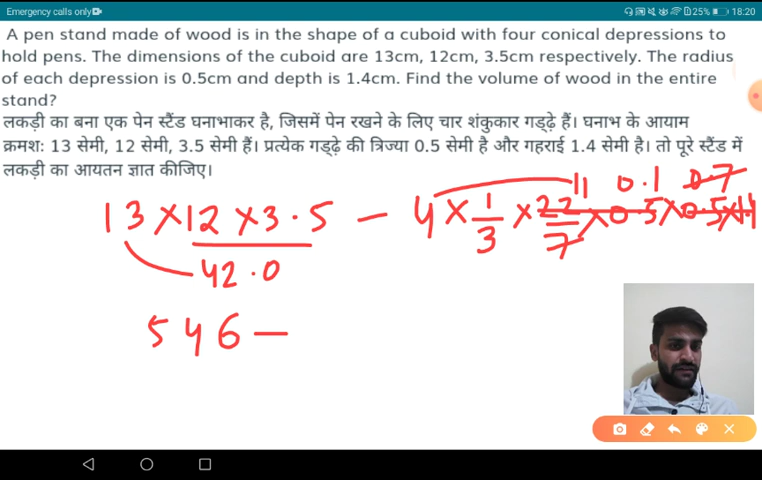 Emergency calls only 25% 18:20
A pen stand made of wood is in the shape of a cuboid with four conical depressions to
hold pens. The dimensions of the cuboid are 13cm, 12cm, 3.5cm respectively. The radius
of each depression is 0.5cm and depth is 1.4cm. Find the volume of wood in the entire
stand?
लकड़ी का बना एक पेन स्टैंड घनाभाकर है, जिसमें पेन रखने के लिए चार शंकुकार गड्ढ़े हैं। घनाभ के आयाम
क्रमशः 13 सेमी, 12 सेमी, 3.5 सेमी हैं। प्रत्येक गड्ढ़े की त्रिज्या 0.5 सेमी है और गहराई 1.4 सेमी है। तो पूरे स्टैंड में
लकड़ी का आयतन ज्ञात कीजिए।
11 0.1 0.7
13 × 12 × 3.5 – 4 × 1/3 × 22/7 × 0.5 × 0.5 × 1.4
42.0
546 –